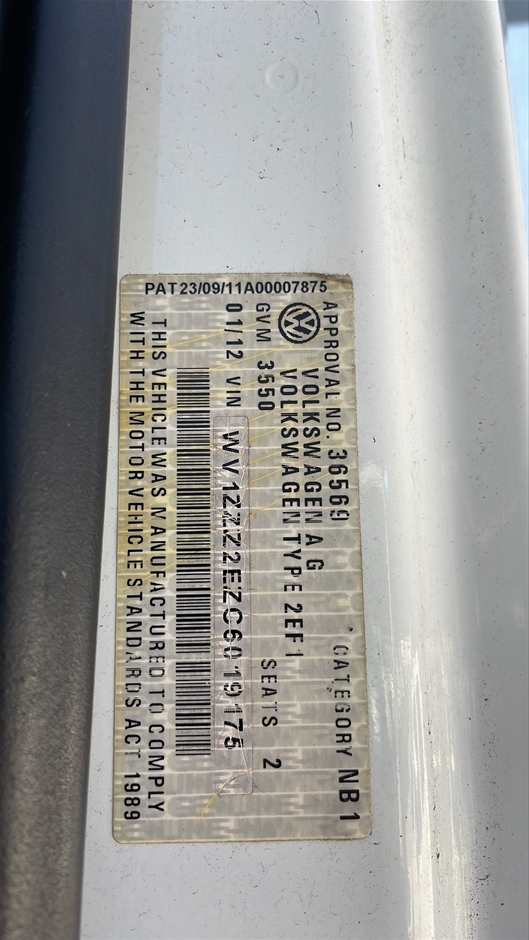 PAT23/09/11A00007875
APPROVAL NO. 36569 CATEGORY NB1
VOLKSWAGEN AG
VOLKSWAGEN TYPE 2EF1
GVM 3550 SEATS 2
01/12 VIN WV1ZZZ2EZC6019175
THIS VEHICLE WAS MANUFACTURED TO COMPLY
WITH THE MOTOR VEHICLE STANDARDS ACT 1989